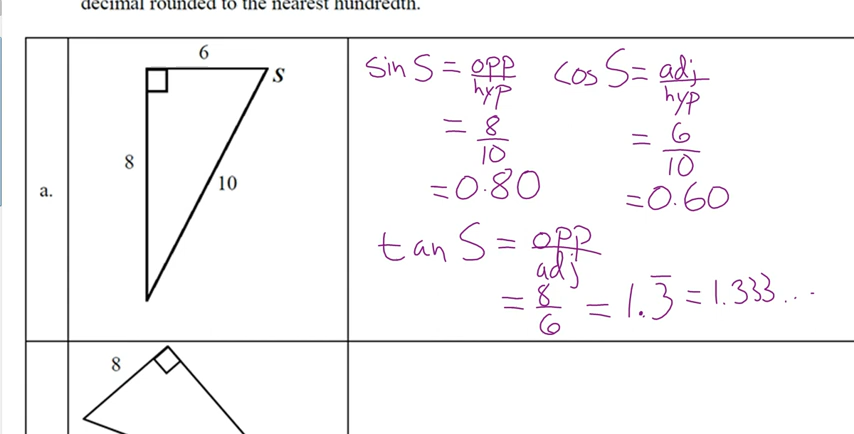 decimal rounded to the nearest hundredth.
a.
6
S
8
10
sin S = opp/hyp
= 8/10
= 0.80
cos S = adj/hyp
= 6/10
= 0.60
tan S = opp/adj
= 8/6 = 1.3̅ = 1.333...
8